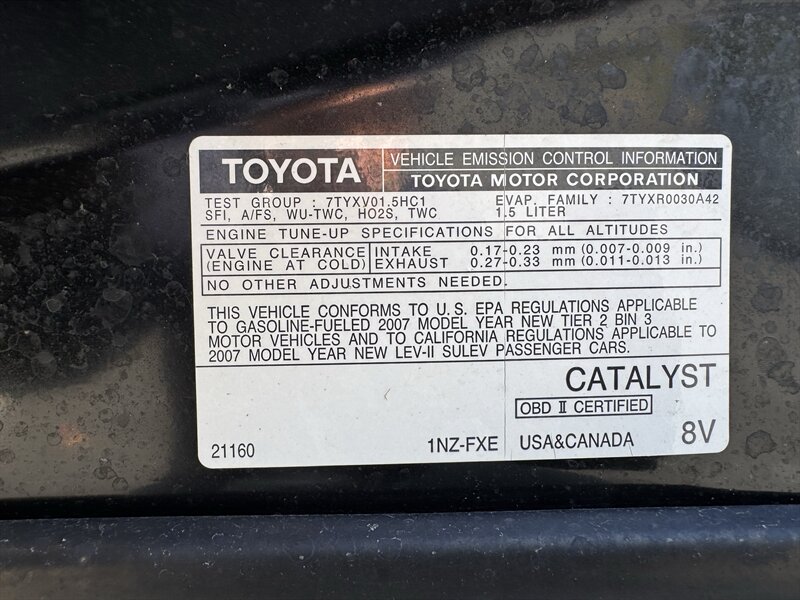 TOYOTA
VEHICLE EMISSION CONTROL INFORMATION
TOYOTA MOTOR CORPORATION
TEST GROUP : 7TYXV01.5HC1 EVAP. FAMILY : 7TYXR0030A42
SFI, A/FS, WU-TWC, HO2S, TWC 1.5 LITER
ENGINE TUNE-UP SPECIFICATIONS FOR ALL ALTITUDES
VALVE CLEARANCE INTAKE 0.17-0.23 mm (0.007-0.009 in.)
(ENGINE AT COLD) EXHAUST 0.27-0.33 mm (0.011-0.013 in.)
NO OTHER ADJUSTMENTS NEEDED.
THIS VEHICLE CONFORMS TO U.S. EPA REGULATIONS APPLICABLE
TO GASOLINE-FUELED 2007 MODEL YEAR NEW TIER 2 BIN 3
MOTOR VEHICLES AND TO CALIFORNIA REGULATIONS APPLICABLE TO
2007 MODEL YEAR NEW LEV-II SULEV PASSENGER CARS.
CATALYST
OBD II CERTIFIED
21160 1NZ-FXE USA&CANADA 8V